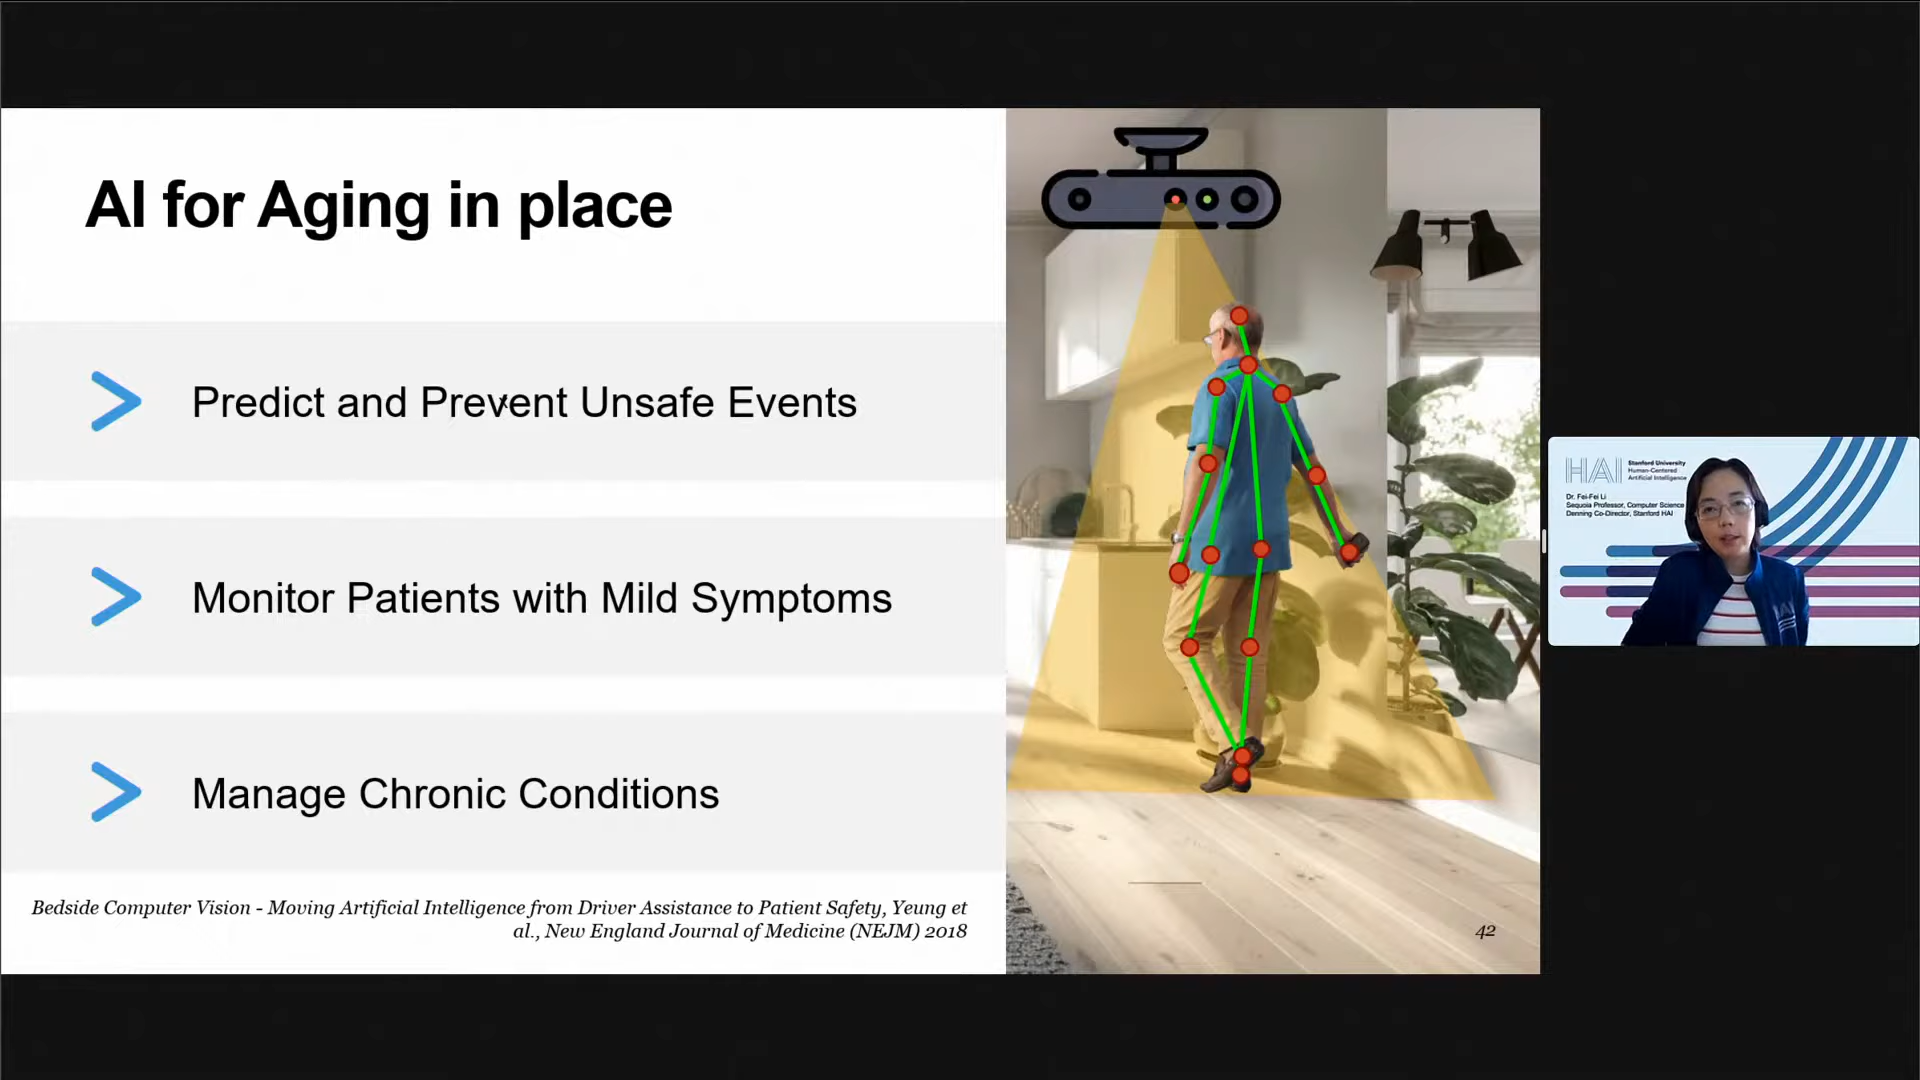 AI for Aging in place
Predict and Prevent Unsafe Events
Monitor Patients with Mild Symptoms
Manage Chronic Conditions
Bedside Computer Vision - Moving Artificial Intelligence from Driver Assistance to Patient Safety, Yeung et
al., New England Journal of Medicine (NEJM) 2018
42
HAI
Stanford University
Human-Centered
Artificial Intelligence
Dr. Fei-Fei Li
Sequoia Professor, Computer Science
Denning Co-Director, Stanford HAI
HAI